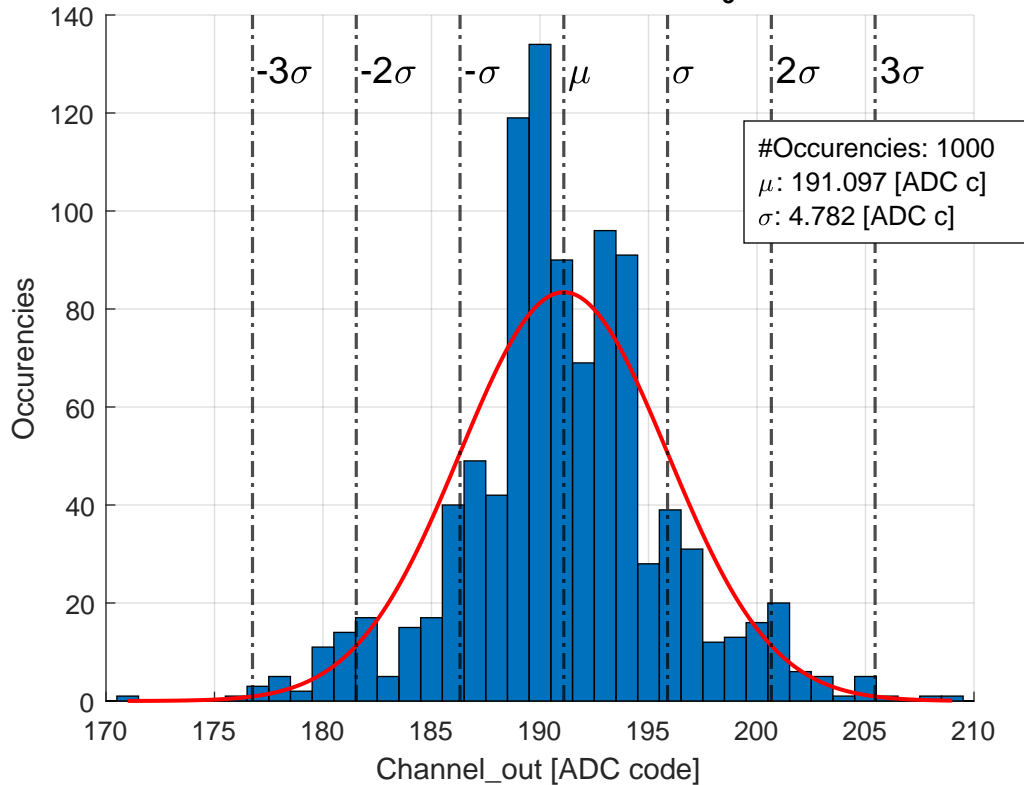 140
120
100
80
60
40
20
0
Occurencies
-3σ
-2σ
-σ
μ
σ
2σ
3σ
#Occurencies: 1000
μ: 191.097 [ADC c]
σ: 4.782 [ADC c]
170 175 180 185 190 195 200 205 210
Channel_out [ADC code]